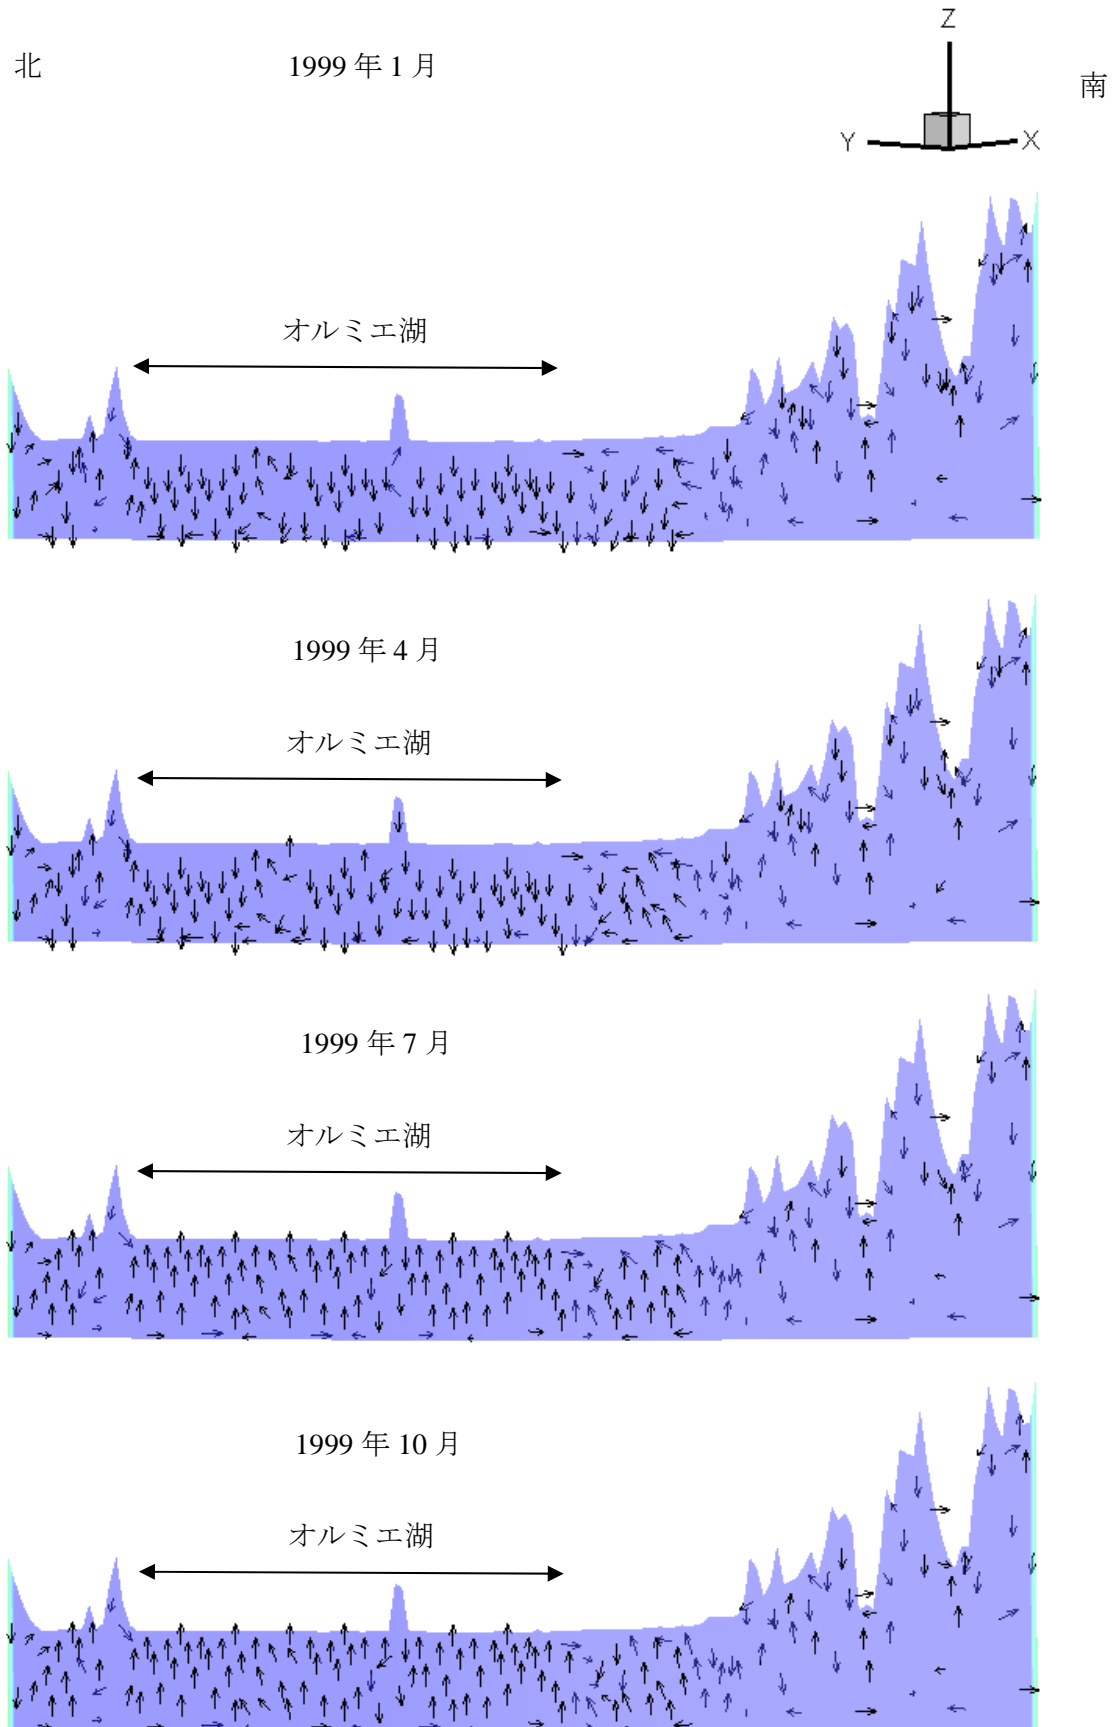 Z
北
1999 年 1 月
南
Y
X
オルミエ湖
1999 年 4 月
オルミエ湖
1999 年 7 月
オルミエ湖
1999 年 10 月
オルミエ湖